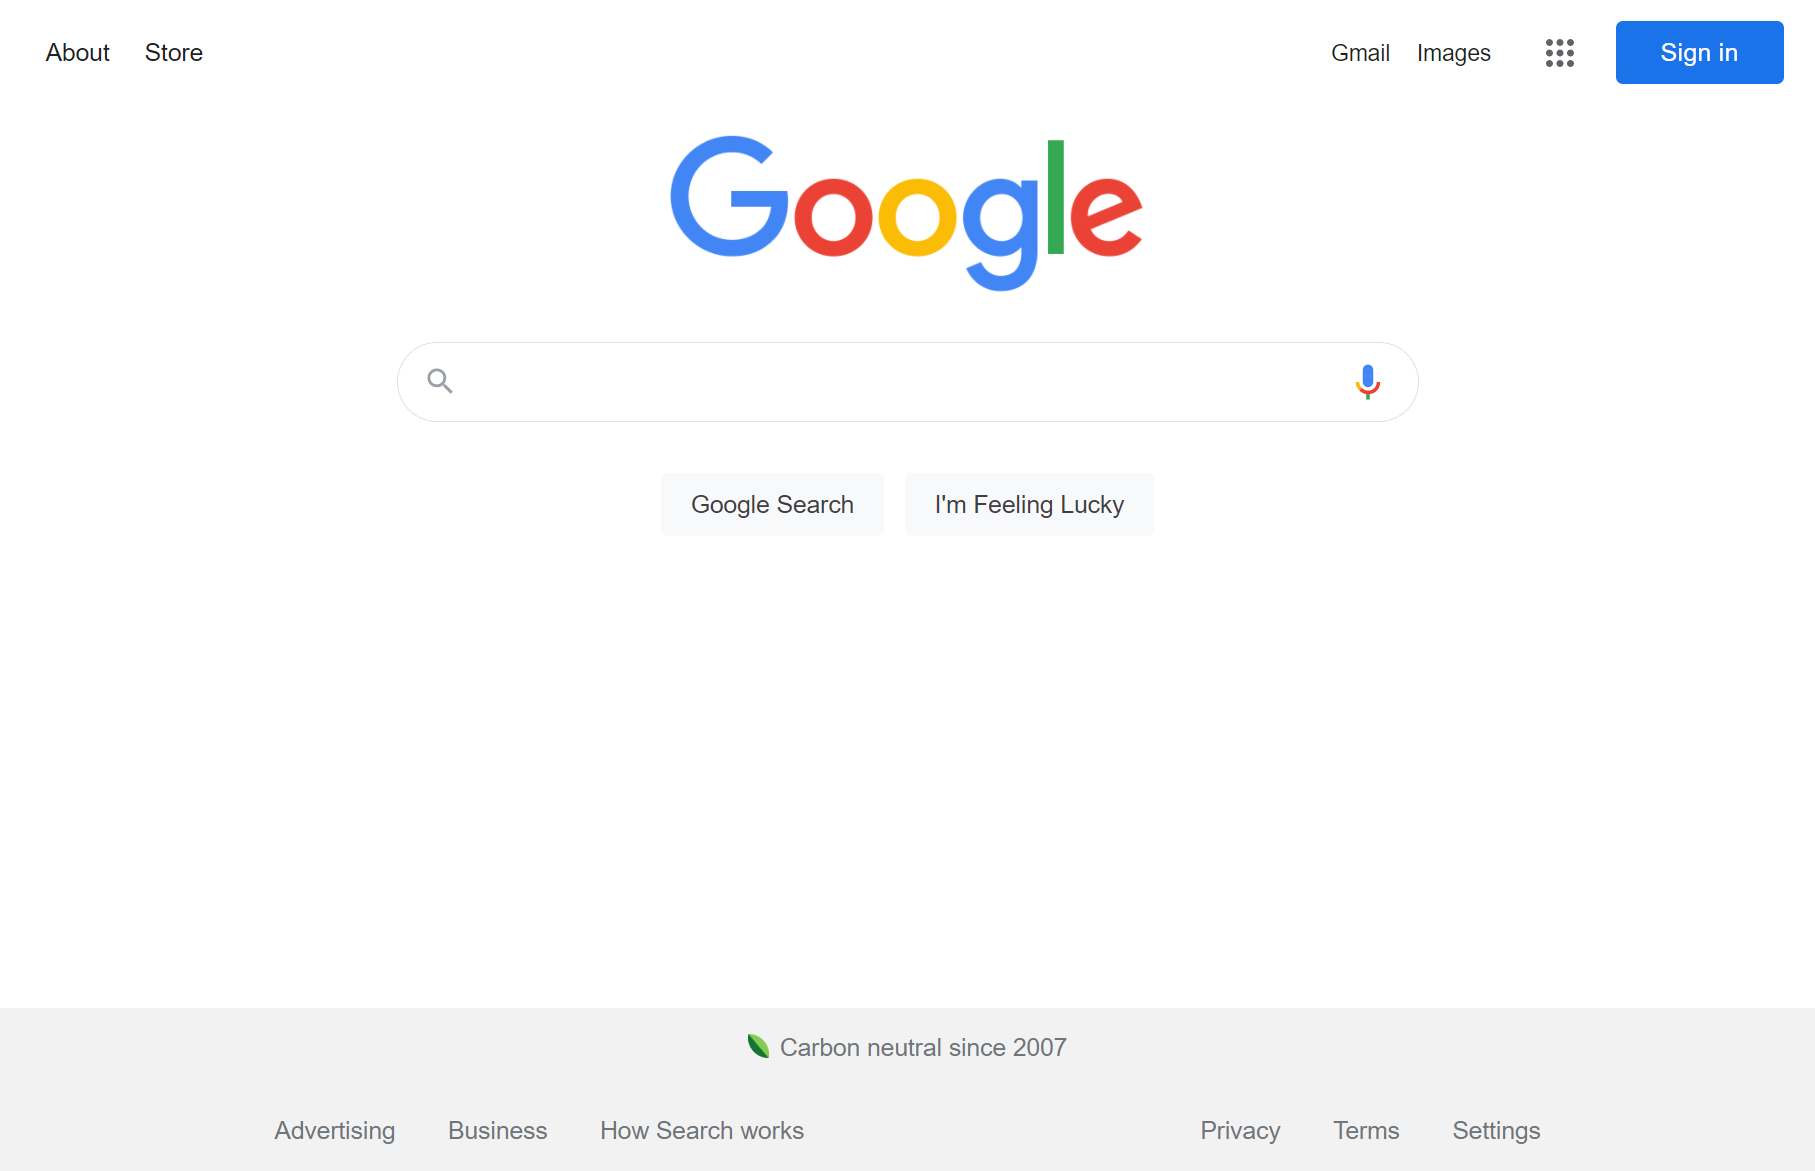 About Store Gmail Images Sign in
Google
Google Search I'm Feeling Lucky
Carbon neutral since 2007
Advertising Business How Search works Privacy Terms Settings